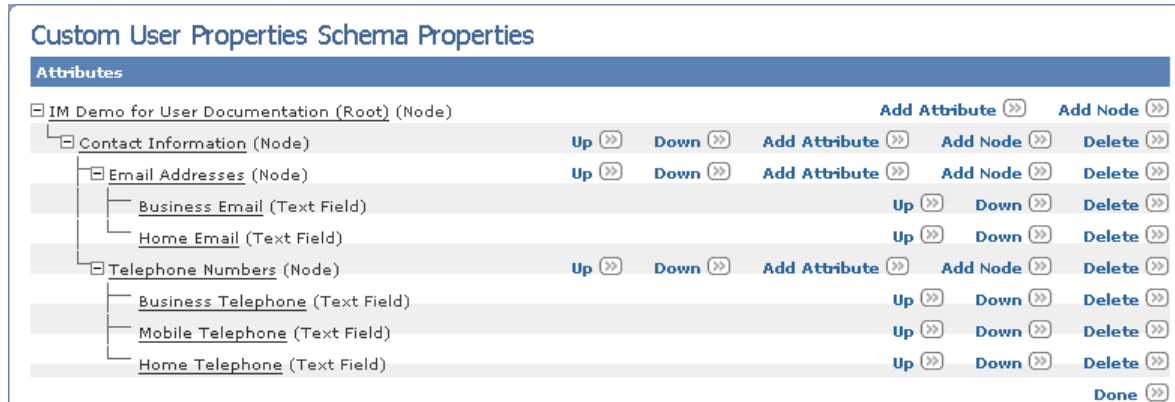 Custom User Properties Schema Properties
Attributes
IM Demo for User Documentation (Root) (Node) Add Attribute Add Node
Contact Information (Node) Up Down Add Attribute Add Node Delete
Email Addresses (Node) Up Down Add Attribute Add Node Delete
Business Email (Text Field) Up Down Delete
Home Email (Text Field) Up Down Delete
Telephone Numbers (Node) Up Down Add Attribute Add Node Delete
Business Telephone (Text Field) Up Down Delete
Mobile Telephone (Text Field) Up Down Delete
Home Telephone (Text Field) Up Down Delete
Done